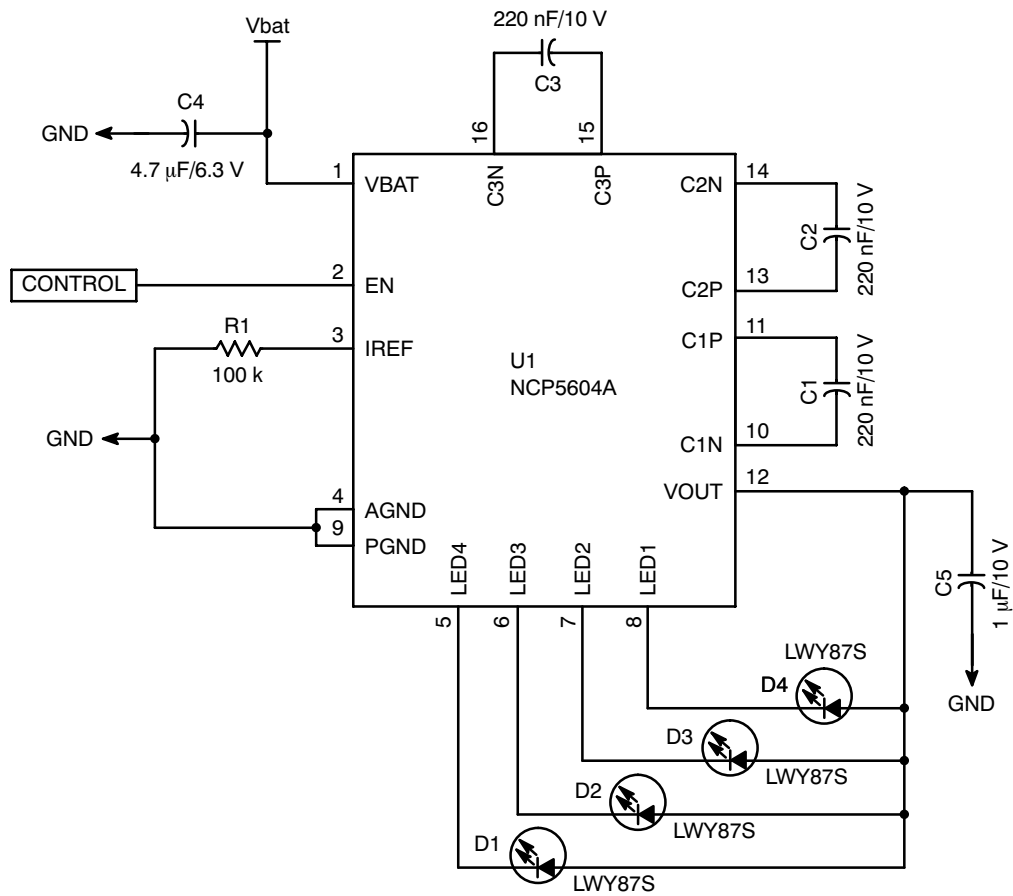 220 nF/10 V
Vbat
C3
C4
GND
16
15
4.7 μF/6.3 V
1
VBAT
C3N
C3P
C2N
14
C2
220 nF/10 V
CONTROL
2
EN
C2P
13
R1
3
IREF
C1P
11
100 k
U1
NCP5604A
C1
220 nF/10 V
GND
C1N
10
VOUT
12
4
AGND
9
PGND
LED4
LED3
LED2
LED1
C5
1 μF/10 V
5
6
7
8
LWY87S
D4
GND
D3
LWY87S
D2
LWY87S
D1
LWY87S